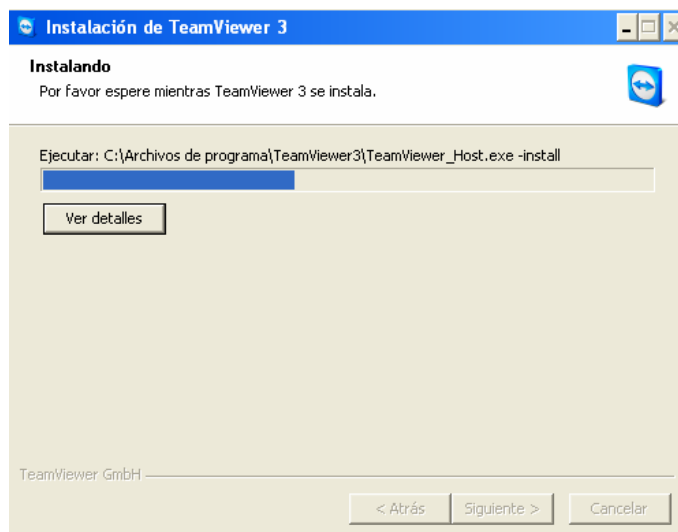 Instalación de TeamViewer 3
Instalando
Por favor espere mientras TeamViewer 3 se instala.
Ejecutar: C:\Archivos de programa\TeamViewer3\TeamViewer_Host.exe -install
Ver detalles
TeamViewer GmbH
< Atrás
Siguiente >
Cancelar